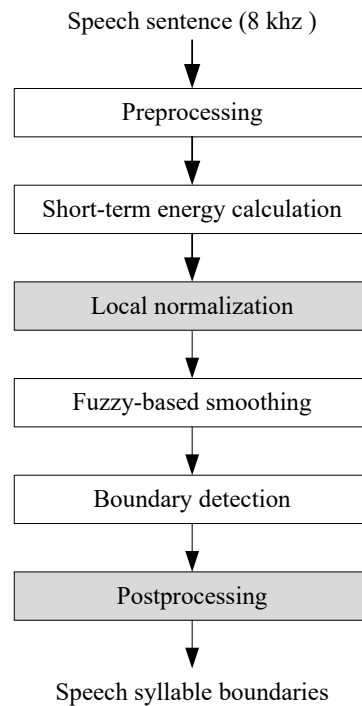 Speech sentence (8 khz )
Preprocessing
Short-term energy calculation
Local normalization
Fuzzy-based smoothing
Boundary detection
Postprocessing
Speech syllable boundaries